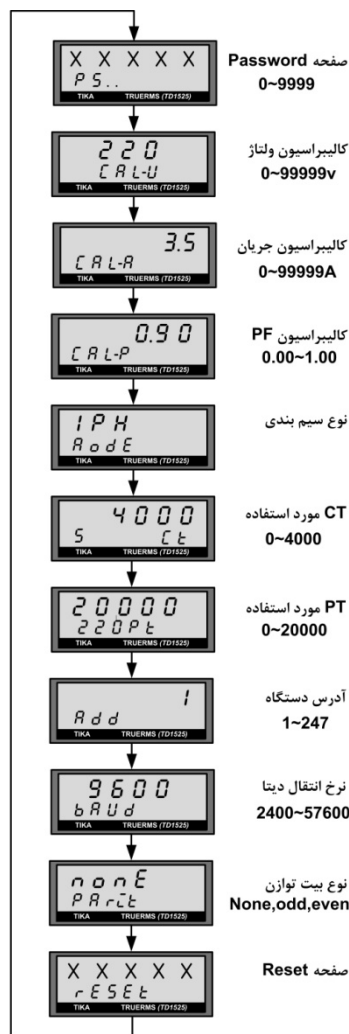 X X X X X
PS..
TIKA TRUERMS (TD1525)
صفحه Password
0~9999
220
CAL-U
TIKA TRUERMS (TD1525)
کالیبراسیون ولتاژ
0~99999v
3.5
CAL-A
TIKA TRUERMS (TD1525)
کالیبراسیون جریان
0~99999A
0.90
CAL-P
TIKA TRUERMS (TD1525)
کالیبراسیون PF
0.00~1.00
1PH
AodE
TIKA TRUERMS (TD1525)
نوع سیم بندی
4000
5 Ct
TIKA TRUERMS (TD1525)
CT مورد استفاده
0~4000
20000
220Pt
TIKA TRUERMS (TD1525)
PT مورد استفاده
0~20000
1
Add
TIKA TRUERMS (TD1525)
آدرس دستگاه
1~247
9600
bAUd
TIKA TRUERMS (TD1525)
نرخ انتقال دیتا
2400~57600
nonE
PArit
TIKA TRUERMS (TD1525)
نوع بیت توازن
None,odd,even
X X X X X
rESEt
TIKA TRUERMS (TD1525)
صفحه Reset